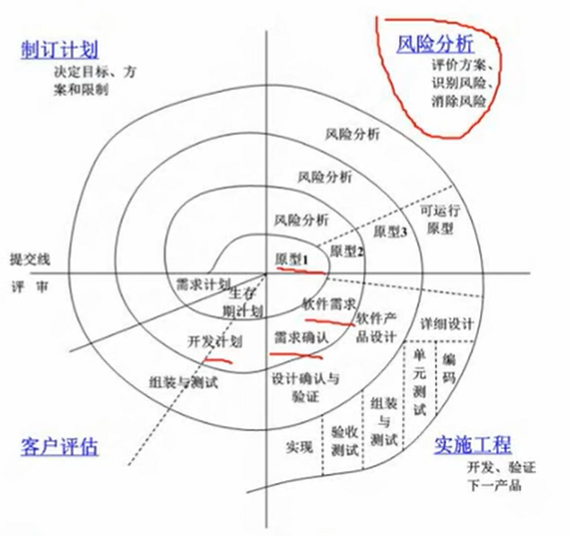 制订计划
决定目标、方
案和限制
风险分析
评价方案、
识别风险、
消除风险
风险分析
风险分析
风险分析
可运行
原型
原型3
原型2
原型1
提交线
评 审
需求计划
生存
期计划
软件需求
软件产
品设计
详细设计
开发计划
需求确认
组装与测试
设计确认与
验证
单元测试
编码
组装与测试
验收
测试
实现
客户评估
实施工程
开发、验证
下一产品